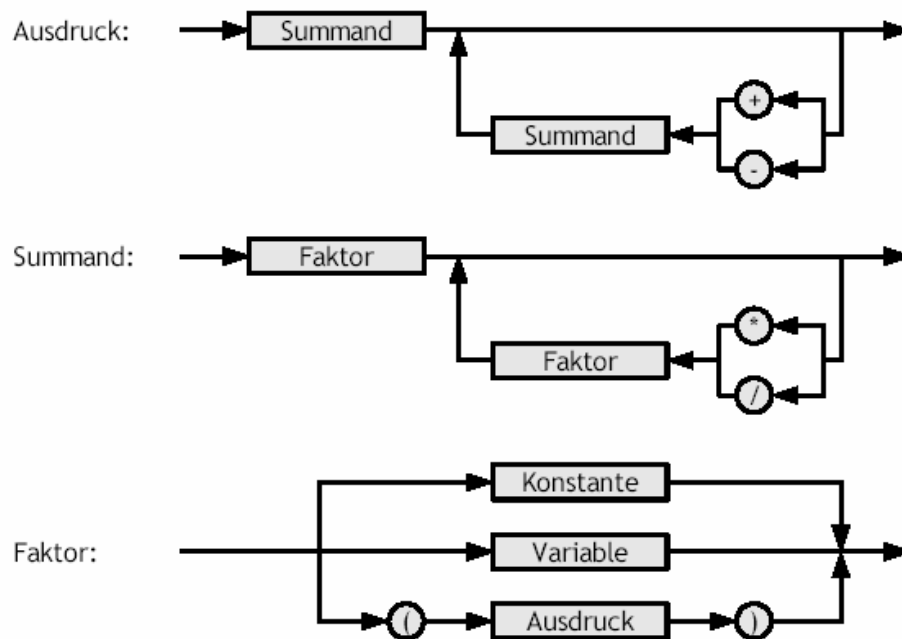 Ausdruck: Summand
+
Summand
-
Summand: Faktor
*
Faktor
/
Konstante
Faktor: Variable
( Ausdruck )